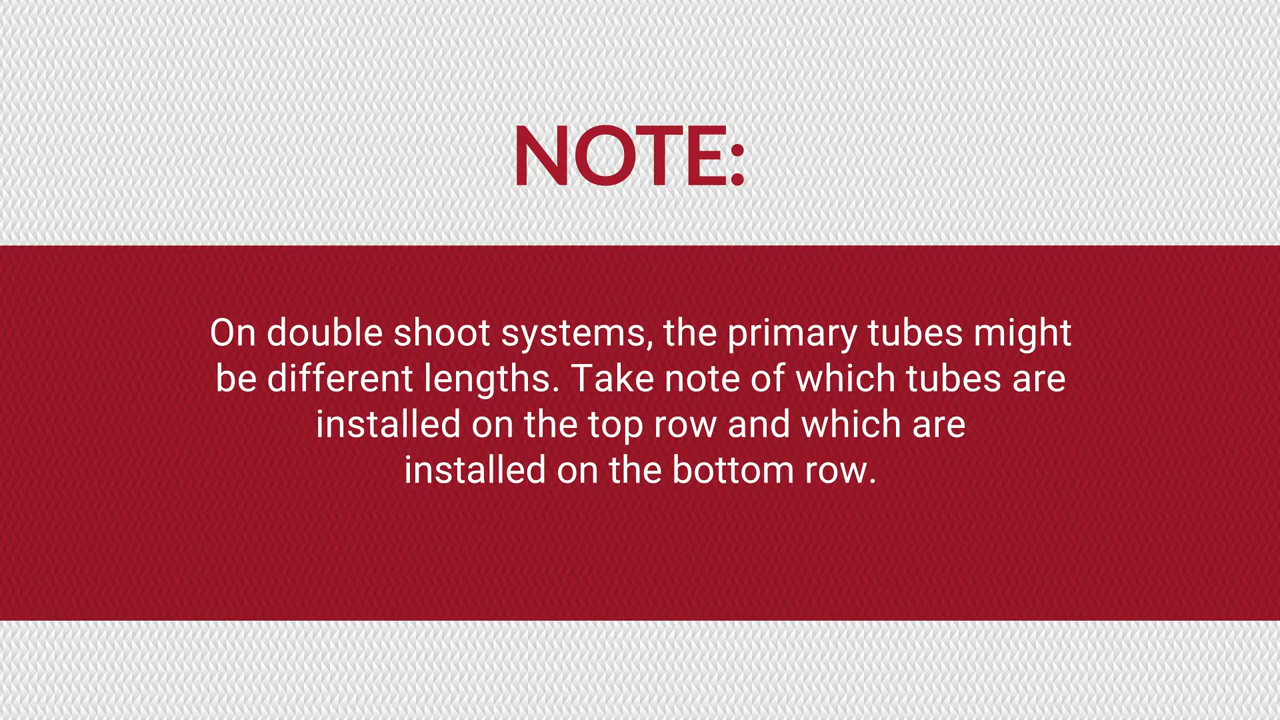 NOTE:
On double shoot systems, the primary tubes might
be different lengths. Take note of which tubes are
installed on the top row and which are
installed on the bottom row.